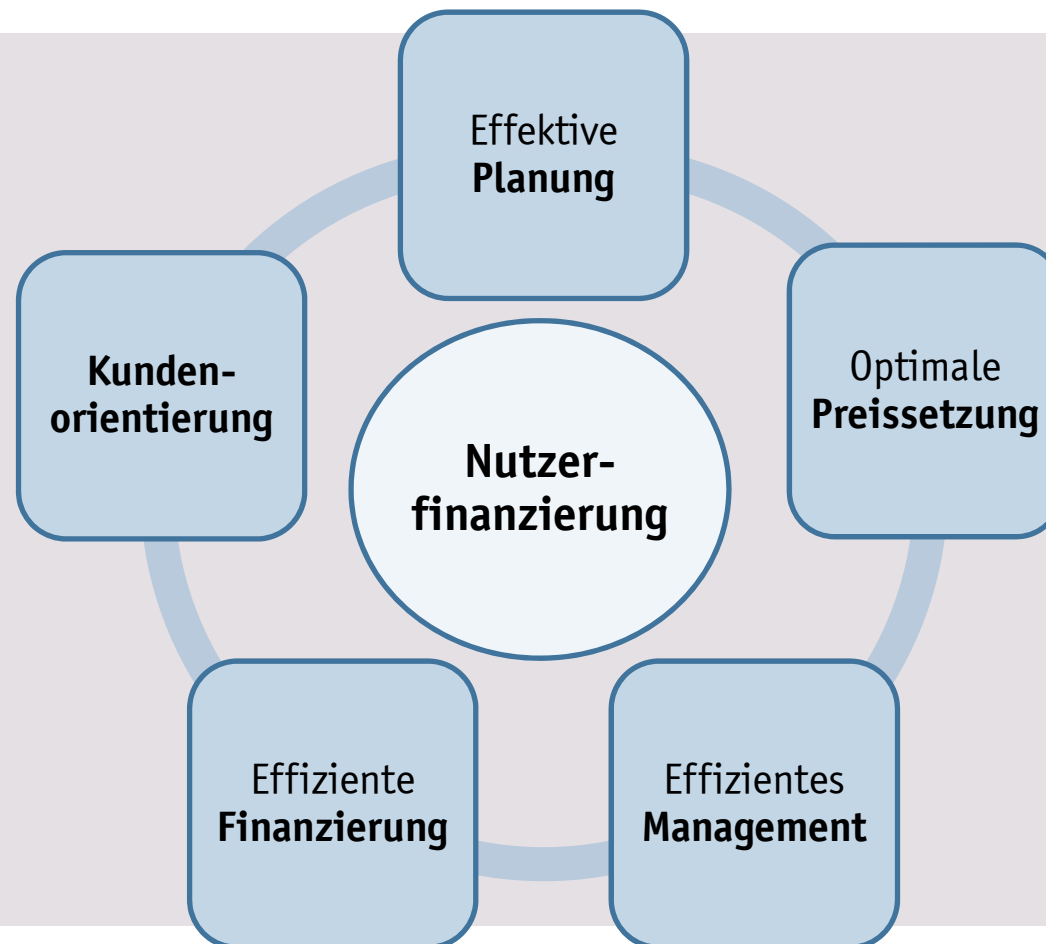 Effektive
Planung
Kunden-
orientierung
Optimale
Preissetzung
Nutzer-
finanzierung
Effiziente
Finanzierung
Effizientes
Management